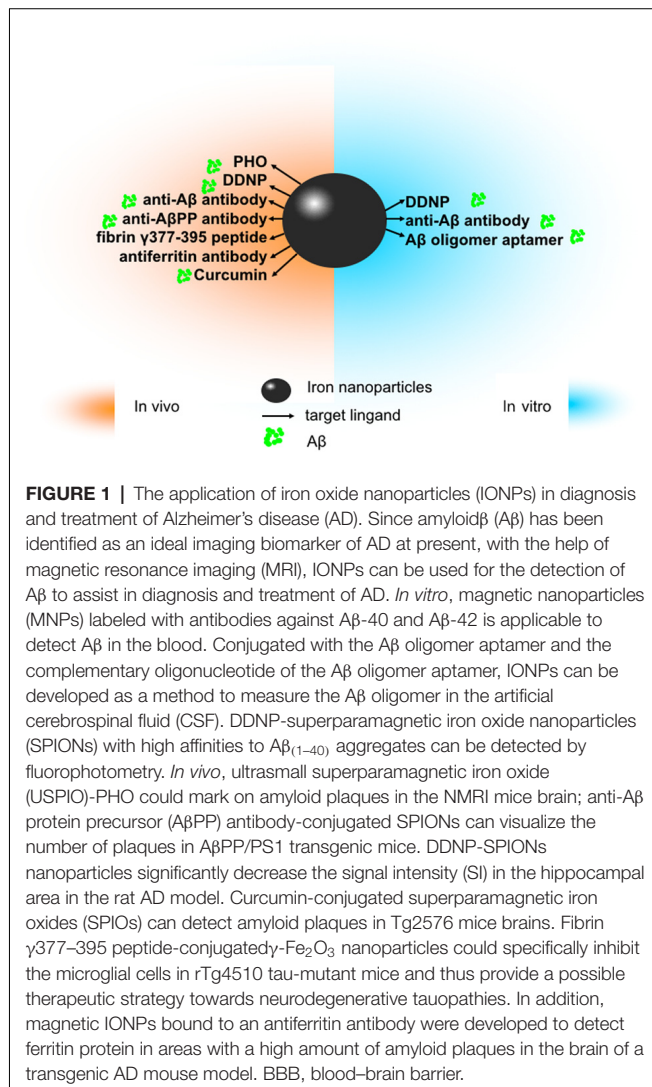 PHO
DDNP
anti-Aβ antibody
anti-AβPP antibody
fibrin γ377-395 peptide
antiferritin antibody
Curcumin
DDNP
anti-Aβ antibody
Aβ oligomer aptamer
In vivo
Iron nanoparticles
target lingand
Aβ
In vitro
FIGURE 1 | The application of iron oxide nanoparticles (IONPs) in diagnosis
and treatment of Alzheimer's disease (AD). Since amyloidβ (Aβ) has been
identified as an ideal imaging biomarker of AD at present, with the help of
magnetic resonance imaging (MRI), IONPs can be used for the detection of
Aβ to assist in diagnosis and treatment of AD. In vitro, magnetic nanoparticles
(MNPs) labeled with antibodies against Aβ-40 and Aβ-42 is applicable to
detect Aβ in the blood. Conjugated with the Aβ oligomer aptamer and the
complementary oligonucleotide of the Aβ oligomer aptamer, IONPs can be
developed as a method to measure the Aβ oligomer in the artificial
cerebrospinal fluid (CSF). DDNP-superparamagnetic iron oxide nanoparticles
(SPIONs) with high affinities to Aβ(1–40) aggregates can be detected by
fluorophotometry. In vivo, ultrasmall superparamagnetic iron oxide
(USPIO)-PHO could mark on amyloid plaques in the NMRI mice brain; anti-Aβ
protein precursor (AβPP) antibody-conjugated SPIONs can visualize the
number of plaques in AβPP/PS1 transgenic mice. DDNP-SPIONs
nanoparticles significantly decrease the signal intensity (SI) in the hippocampal
area in the rat AD model. Curcumin-conjugated superparamagnetic iron
oxides (SPIOs) can detect amyloid plaques in Tg2576 mice brains. Fibrin
γ377–395 peptide-conjugatedγ-Fe2O3 nanoparticles could specifically inhibit
the microglial cells in rTg4510 tau-mutant mice and thus provide a possible
therapeutic strategy towards neurodegenerative tauopathies. In addition,
magnetic IONPs bound to an antiferritin antibody were developed to detect
ferritin protein in areas with a high amount of amyloid plaques in the brain of a
transgenic AD mouse model. BBB, blood–brain barrier.